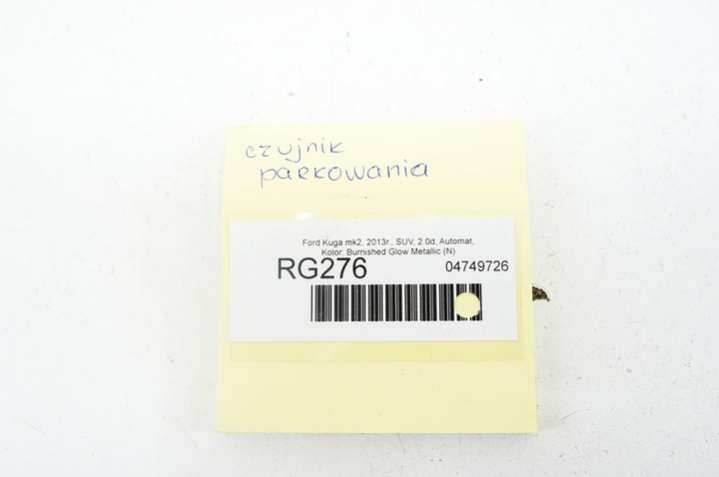 czujnik
parkowania
Ford Kuga mk2, 2013r., SUV, 2.0d, Automat,
Kolor: Burnished Glow Metallic (N)
RG276 04749726